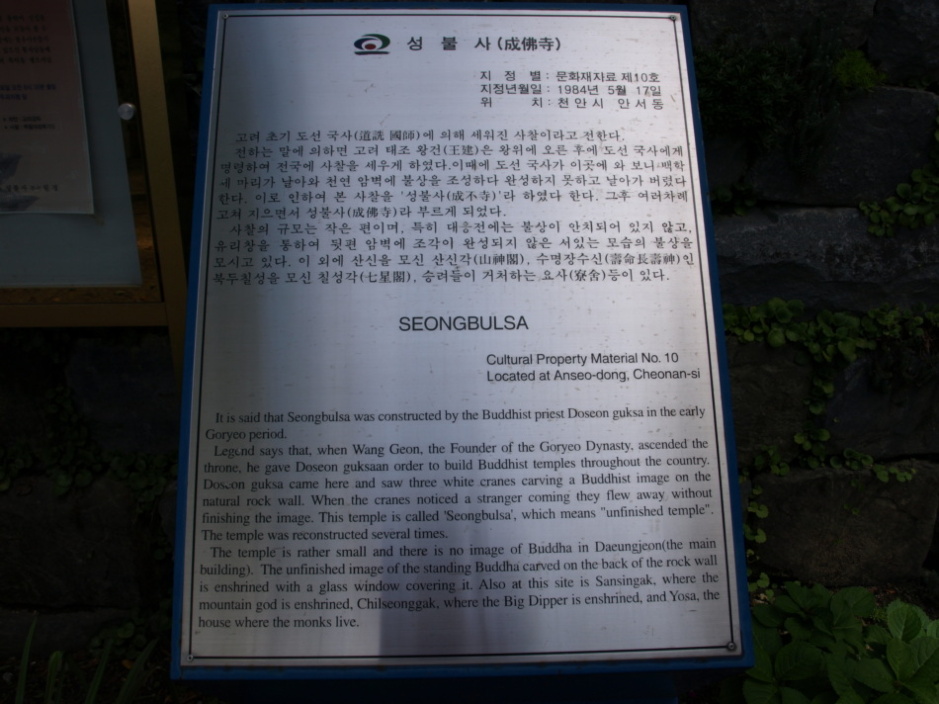 성 불 사 (成佛寺)
지 정 별 : 문화재자료 제10호
지정년월일 : 1984년 5월 17일
위 치 : 천안시 안서동
고려 초기 도선 국사(道詵 國師)에 의해 세워진 사찰이라고 전한다.
전하는 말에 의하면 고려 태조 왕건(王建)은 왕위에 오른 후에 도선 국사에게
명령하여 전국에 사찰을 세우게 하였다. 이때에 도선 국사가 이곳에 와 보니 백학
세 마리가 날아와 천연 암벽에 불상을 조성하다 완성하지 못하고 날아가 버렸다
한다. 이로 인하여 본 사찰을 '성불사(成不寺)'라 하였다 한다. 그후 여러차례
고쳐 지으면서 성불사(成佛寺)라 부르게 되었다.
사찰의 규모는 작은 편이며, 특히 대웅전에는 불상이 안치되어 있지 않고,
유리창을 통하여 뒷편 암벽에 조각이 완성되지 않은 서있는 모습의 불상을
모시고 있다. 이 외에 산신을 모신 산신각(山神閣), 수명장수신(壽命長壽神)인
북두칠성을 모신 칠성각(七星閣), 승려들이 거처하는 요사(寮舍)등이 있다.
SEONGBULSA
Cultural Property Material No. 10
Located at Anseo-dong, Cheonan-si
It is said that Seongbulsa was constructed by the Buddhist priest Doseon guksa in the early
Goryeo period.
Legend says that, when Wang Geon, the Founder of the Goryeo Dynasty, ascended the
throne, he gave Doseon guksaan order to build Buddhist temples throughout the country.
Doseon guksa came here and saw three white cranes carving a Buddhist image on the
natural rock wall. When the cranes noticed a stranger coming they flew away without
finishing the image. This temple is called 'Seongbulsa', which means "unfinished temple".
The temple was reconstructed several times.
The temple is rather small and there is no image of Buddha in Daeungjeon(the main
building). The unfinished image of the standing Buddha carved on the back of the rock wall
is enshrined with a glass window covering it. Also at this site is Sansingak, where the
mountain god is enshrined, Chilseonggak, where the Big Dipper is enshrined, and Yosa, the
house where the monks live.